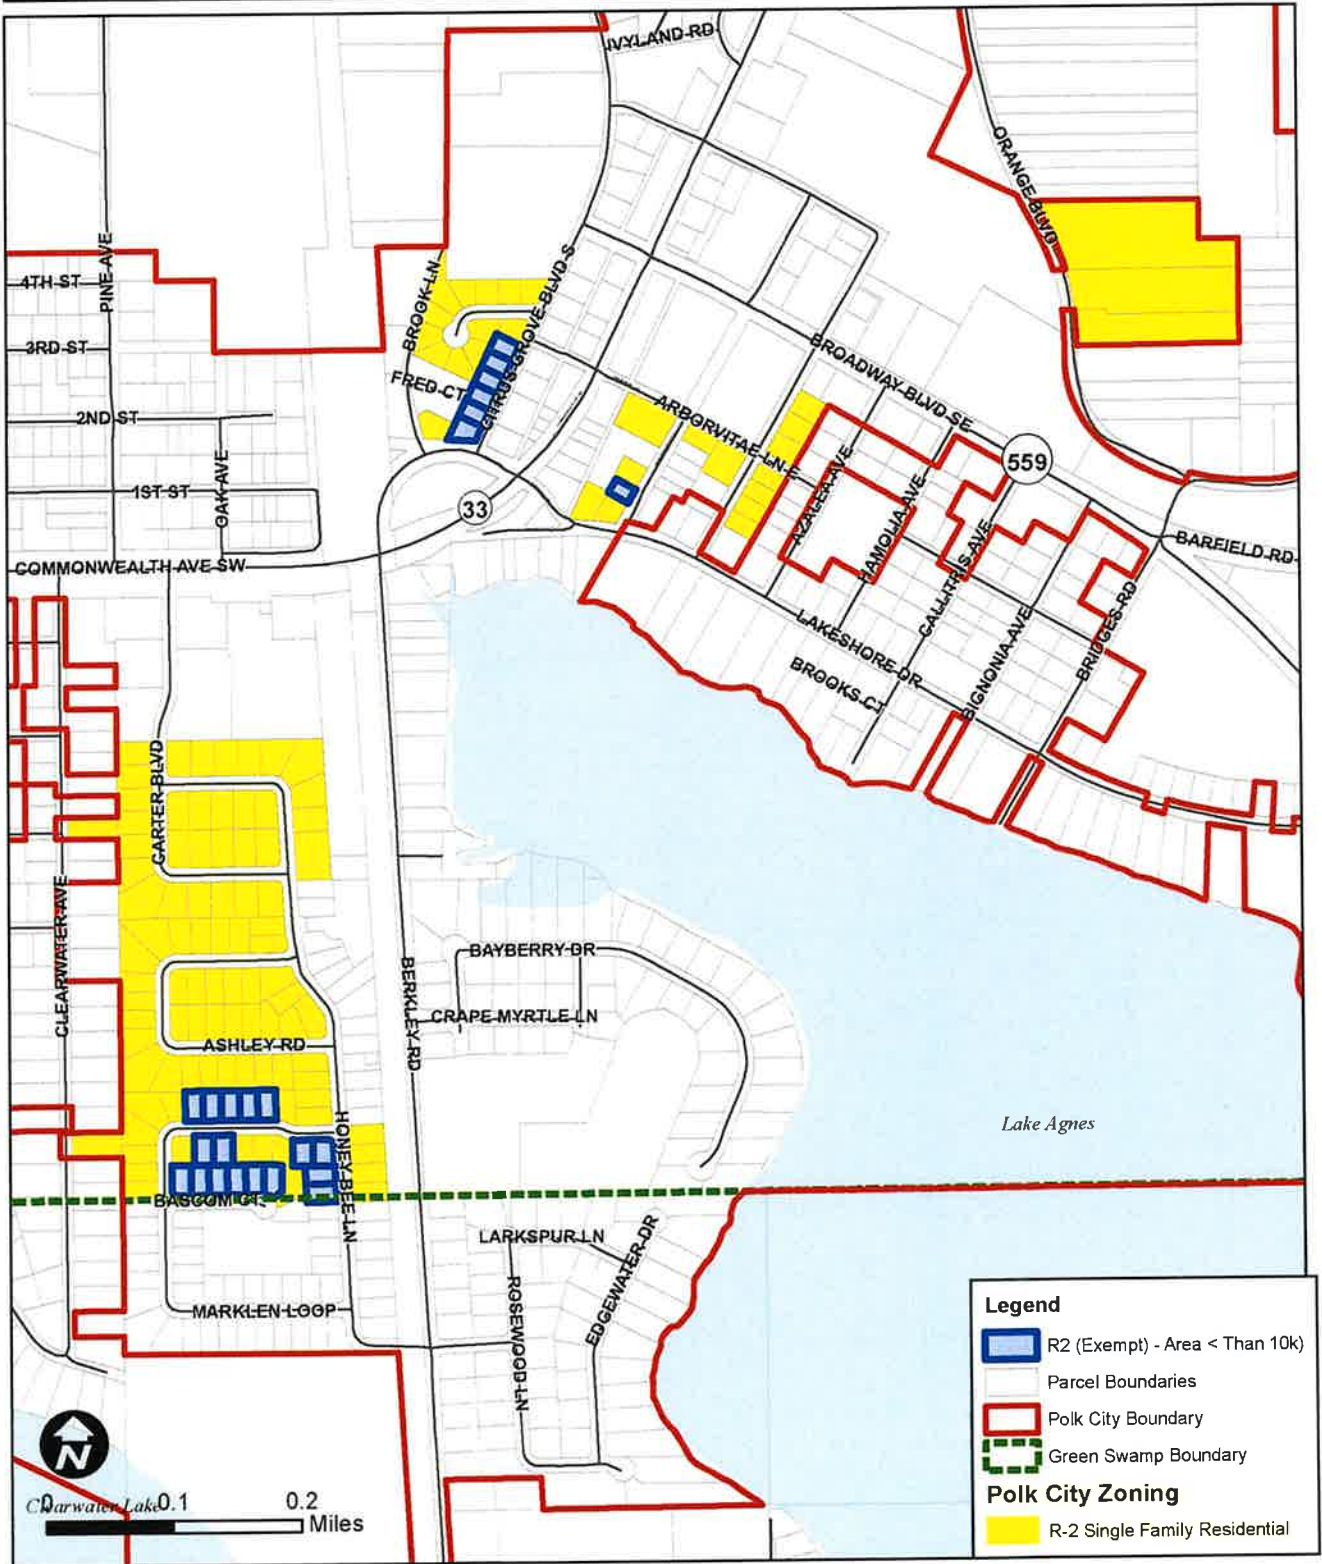 IVYLAND RD
ORANGE BLVD
PINE AVE
4TH ST
BROOK LN
CITRUS GROVE BLVD S
3RD ST
BROADWAY BLVD SE
FRED CT
2ND ST
ARBORVITAE LN E
559
OAK AVE
AZALEA AVE
1ST ST
33
HAMOLIA AVE
CALLITRIS AVE
BARFIELD RD
COMMONWEALTH AVE SW
LAKESHORE DR
BROOKS CT
BIGNONIA AVE
BRIDGES RD
CARTER BLVD
CLEARWATER AVE
BAYBERRY DR
BERKLEY RD
CRAPE MYRTLE LN
ASHLEY RD
Lake Agnes
HONEY BEE LN
BASCOM CT
LARKSPUR LN
EDGEWATER DR
ROSEWOOD LN
MARKLEN LOOP
Legend
R2 (Exempt) - Area < Than 10k)
Parcel Boundaries
Polk City Boundary
Green Swamp Boundary
Polk City Zoning
R-2 Single Family Residential
N
Clearwater Lake
0 0.1 0.2
Miles